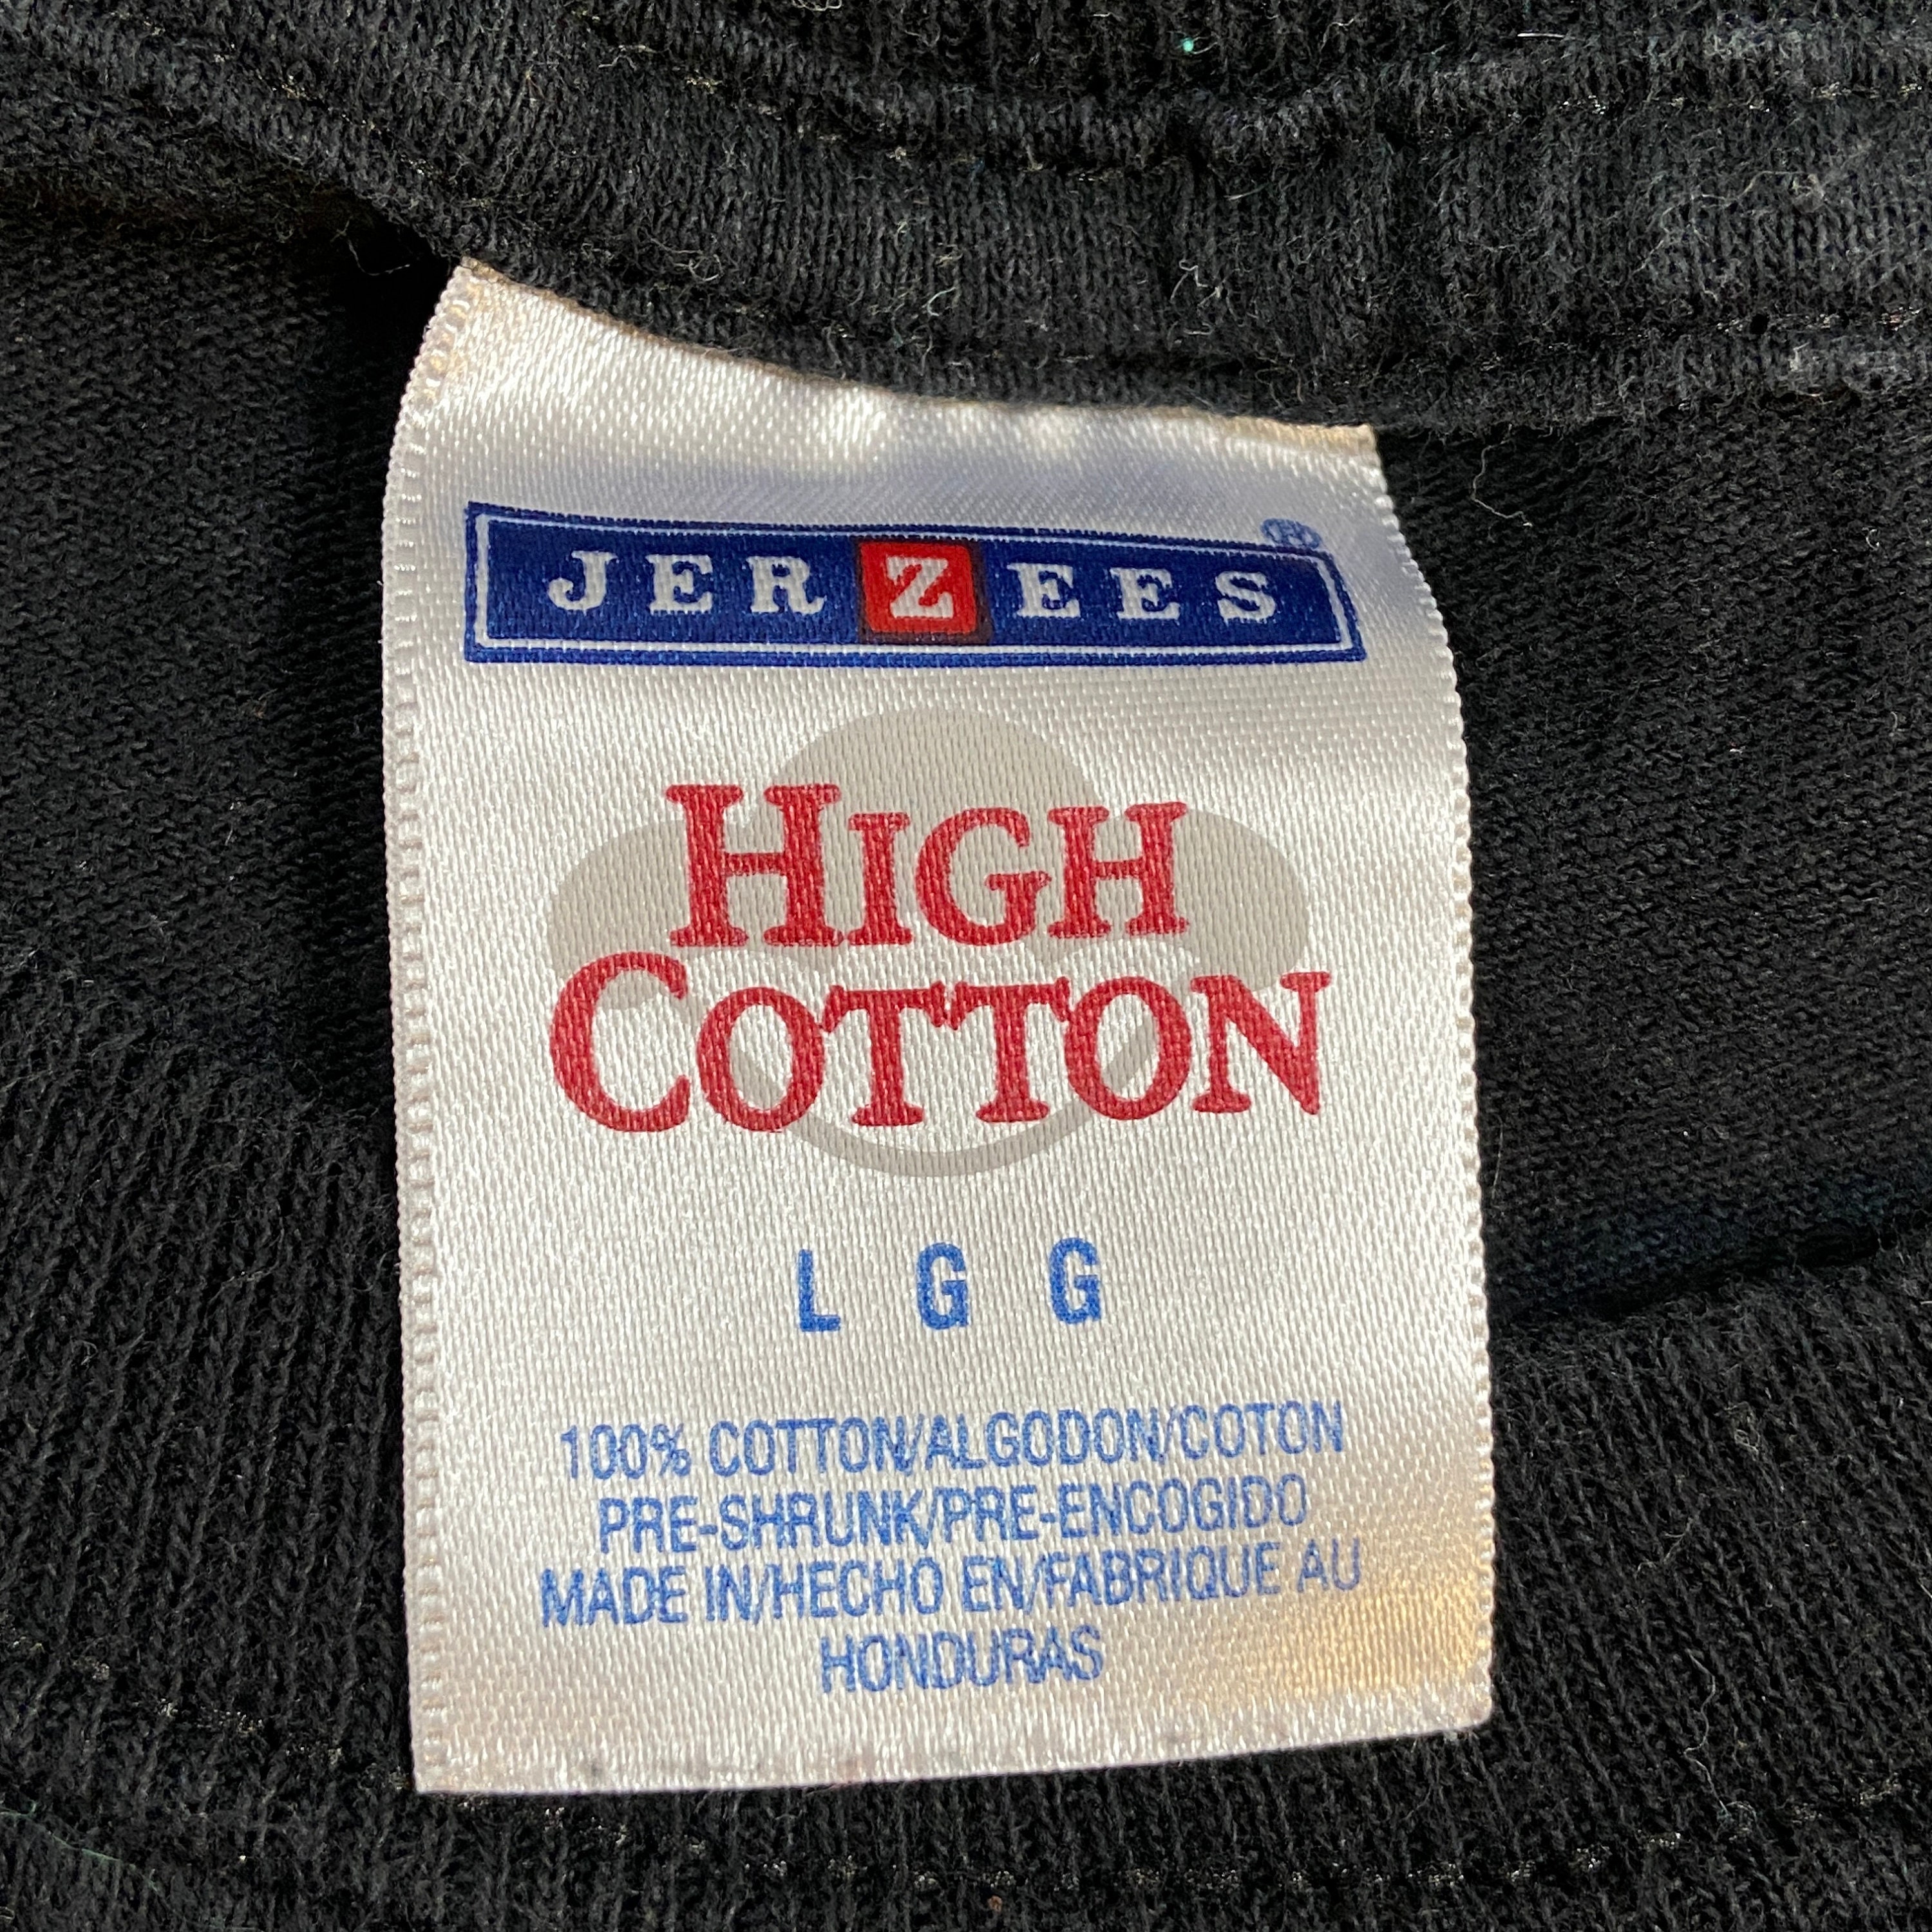 JERZEES®
HIGH
COTTON
L G G
100% COTTON/ALGODON/COTON
PRE-SHRUNK/PRE-ENCOGIDO
MADE IN/HECHO EN/FABRIQUE AU
HONDURAS